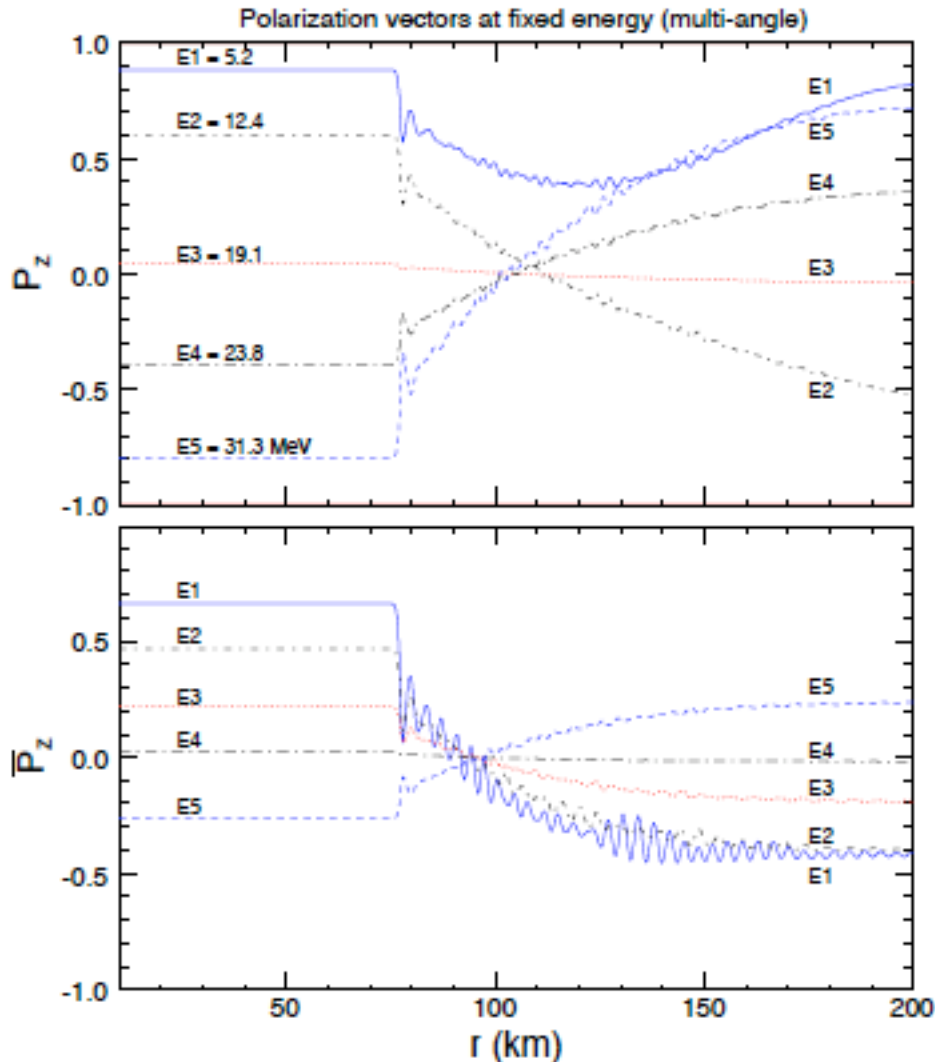 Polarization vectors at fixed energy (multi-angle)
1.0
E1 = 5.2
E1
E2 = 12.4
E5
0.5
E4
E3 = 19.1
E3
0.0
P_z
E4 = 23.8
-0.5
E2
E5 = 31.3 MeV
-1.0
E1
E2
0.5
E3
E5
E4
E4
0.0
P̅_z
E3
E5
E2
-0.5
E1
-1.0
50
100
150
200
r (km)